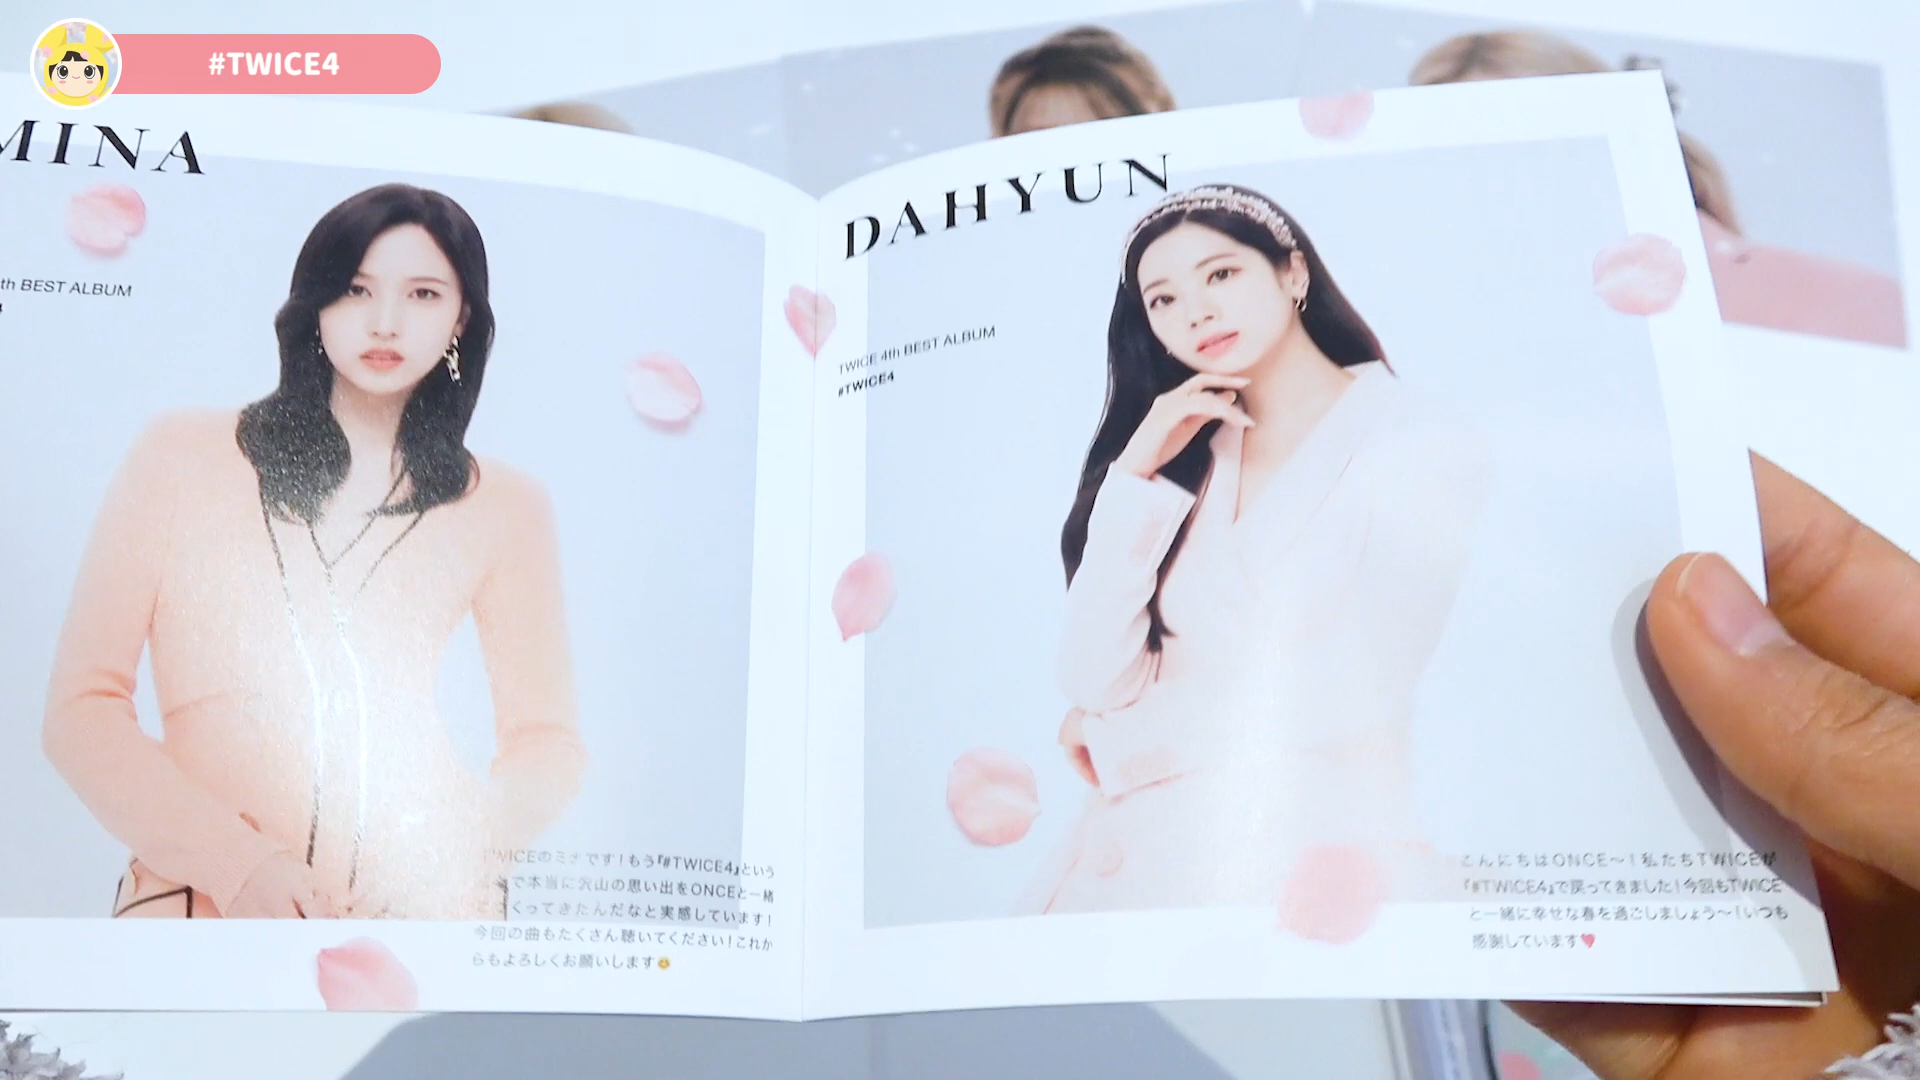 #TWICE4
MINA
th BEST ALBUM
TWICEのミナです！もう『#TWICE4』という
で本当に沢山の思い出をONCEと一緒
くってきたんだなと実感しています！
今回の曲もたくさん聴いてください！これか
らもよろしくお願いします😊
DAHYUN
TWICE 4th BEST ALBUM
#TWICE4
こんにちはONCE〜！私たちTWICEが
『#TWICE4』で戻ってきました！今回もTWICE
と一緒に幸せな春を過ごしましょう〜！いつも
感謝しています♥